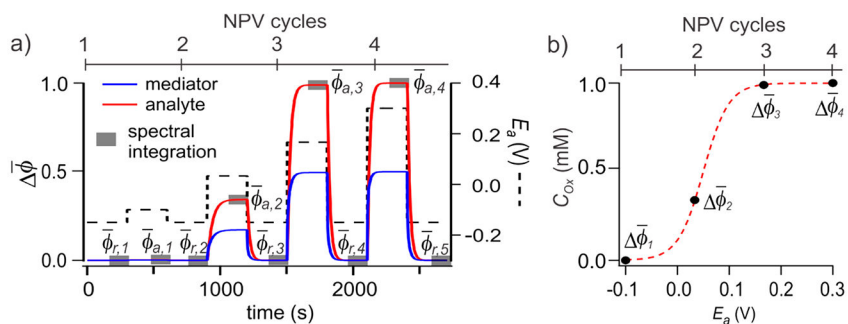 a)
NPV cycles
1 2 3 4
1.0
0.5
0.0
Δϕ̅
mediator
analyte
spectral
integration
ϕ̅r,1
ϕ̅a,1
ϕ̅r,2
ϕ̅a,2
ϕ̅r,3
ϕ̅a,3
ϕ̅r,4
ϕ̅a,4
ϕ̅r,5
0.4
0.2
0.0
-0.2
Ea (V)
0 1000 2000
time (s)
b)
NPV cycles
1 2 3 4
1.0
0.5
0.0
COx (mM)
Δϕ̅1
Δϕ̅2
Δϕ̅3
Δϕ̅4
-0.1 0.0 0.1 0.2 0.3
Ea (V)